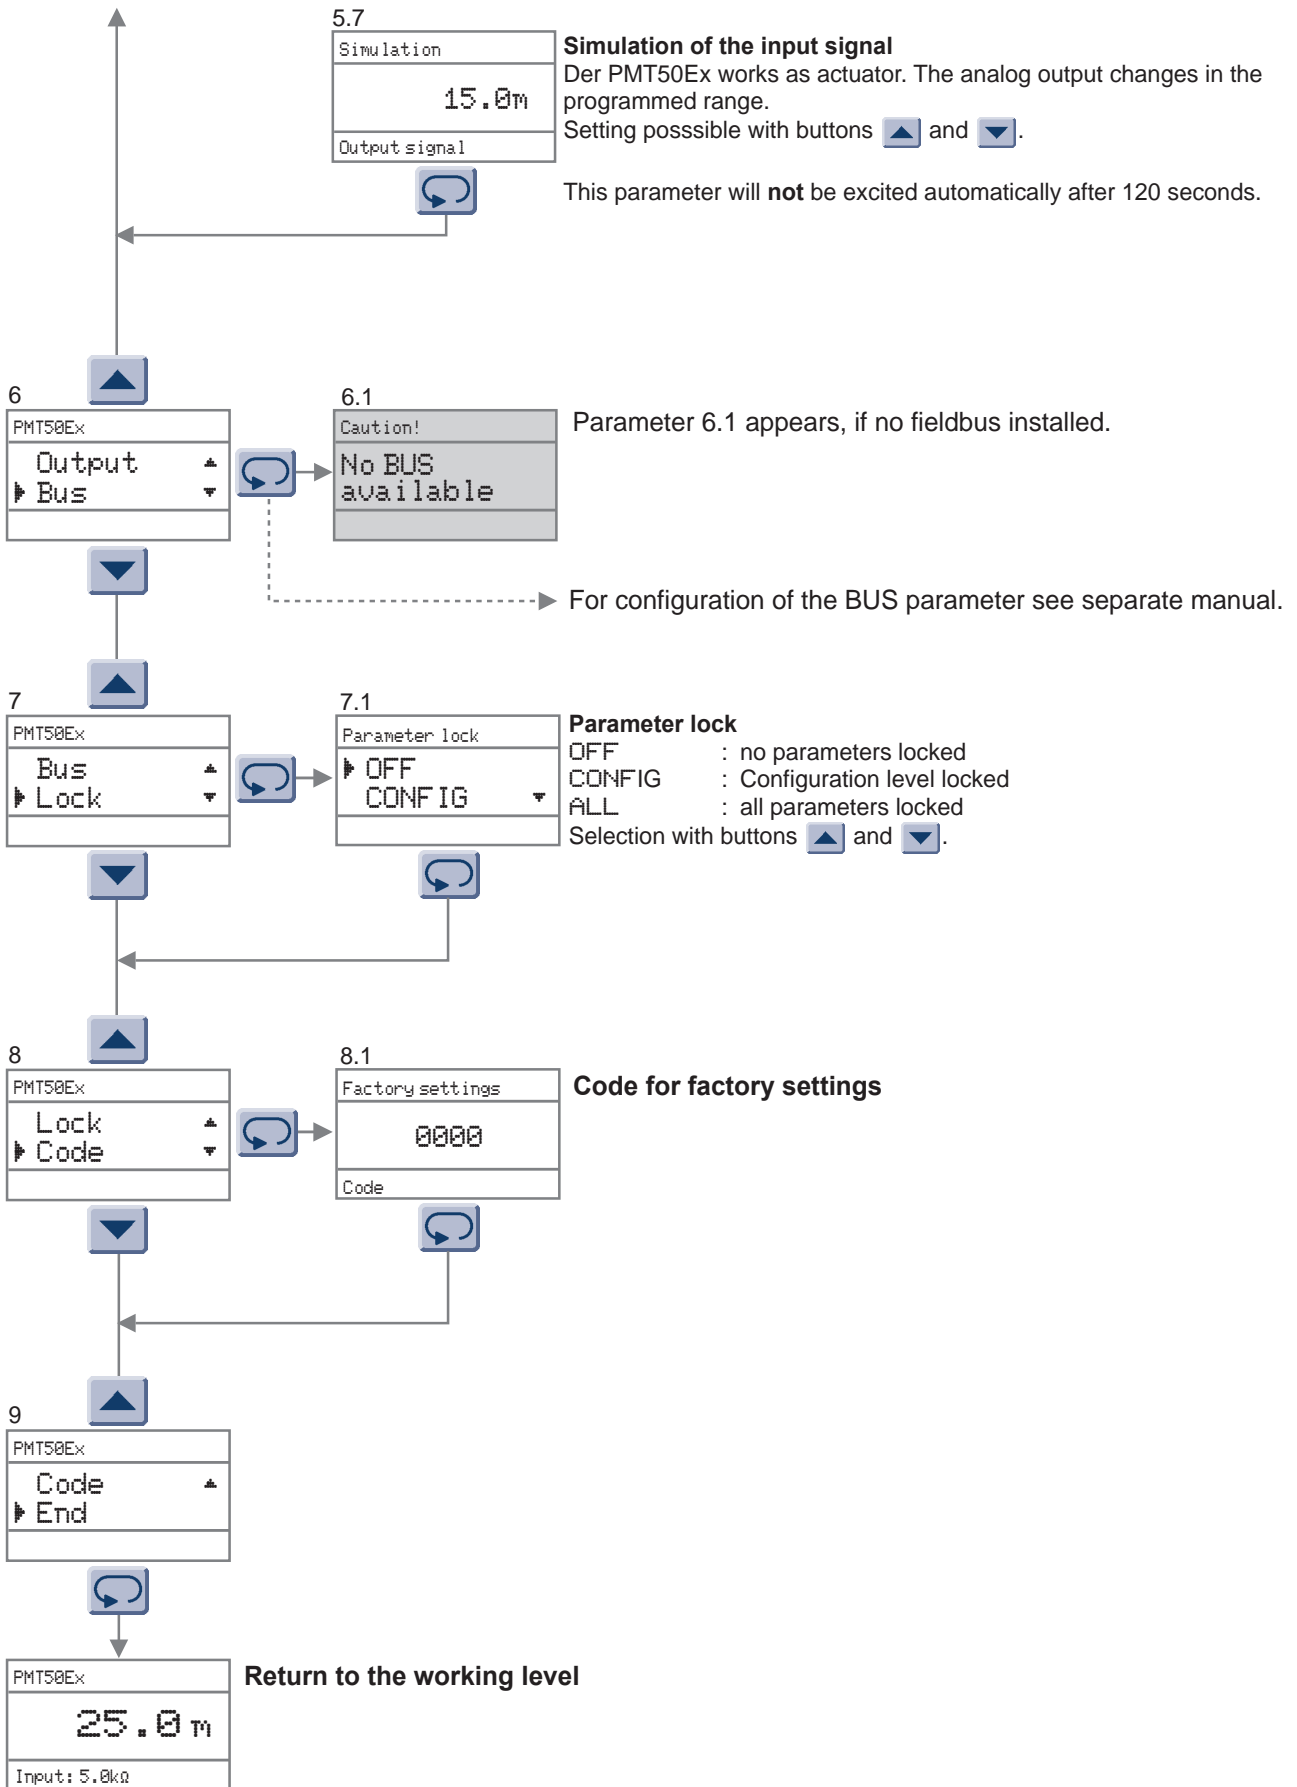 5.7
Simulation
15.0m
Output signal
Simulation of the input signal
Der PMT50Ex works as actuator. The analog output changes in the
programmed range.
Setting posssible with buttons and .
This parameter will not be excited automatically after 120 seconds.
6
PMT50Ex
Output
Bus
6.1
Caution!
No BUS
available
Parameter 6.1 appears, if no fieldbus installed.
For configuration of the BUS parameter see separate manual.
7
PMT50Ex
Bus
Lock
7.1
Parameter lock
OFF
CONFIG
Parameter lock
OFF : no parameters locked
CONFIG : Configuration level locked
ALL : all parameters locked
Selection with buttons and .
8
PMT50Ex
Lock
Code
8.1
Factory settings
0000
Code
Code for factory settings
9
PMT50Ex
Code
End
PMT50Ex
25.0 m
Input: 5.0kΩ
Return to the working level